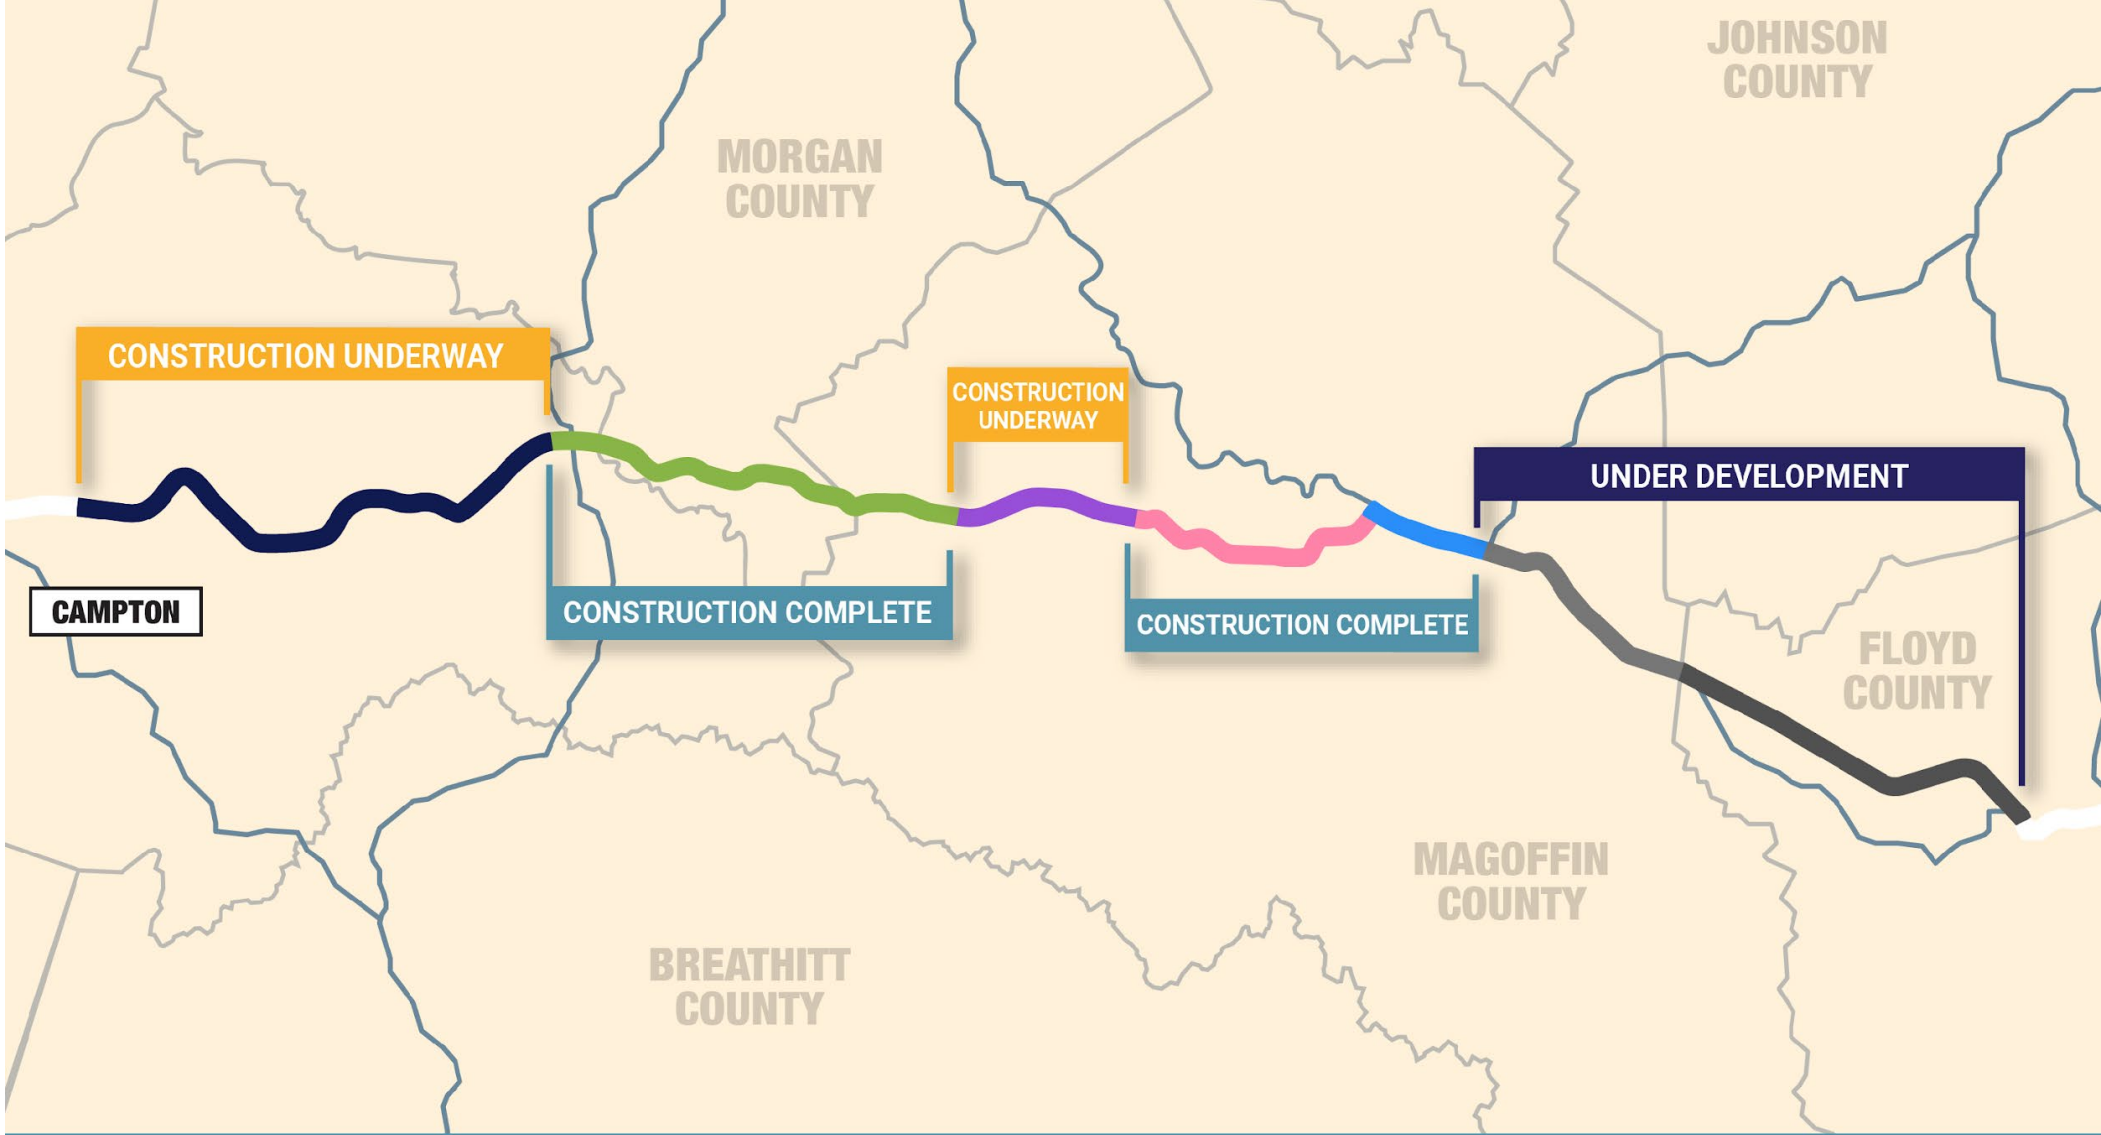 JOHNSON
COUNTY
MORGAN
COUNTY
CONSTRUCTION UNDERWAY
CONSTRUCTION
UNDERWAY
UNDER DEVELOPMENT
CAMPTON
CONSTRUCTION COMPLETE
CONSTRUCTION COMPLETE
FLOYD
COUNTY
MAGOFFIN
COUNTY
BREATHITT
COUNTY